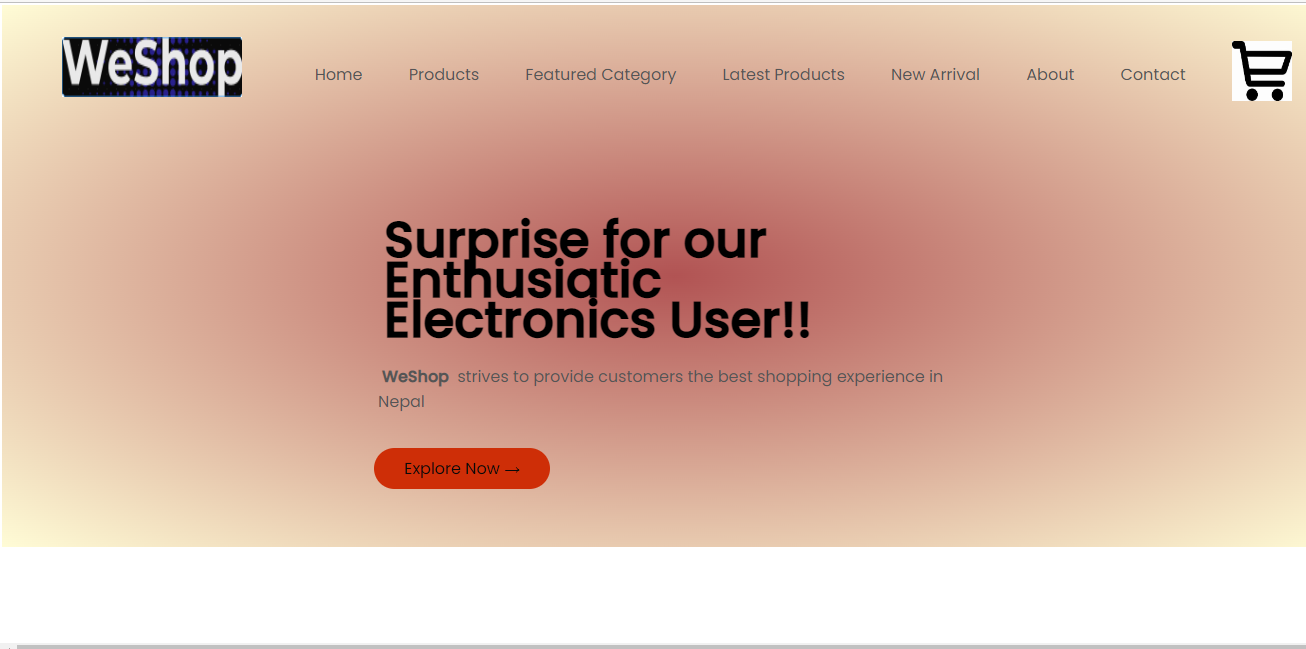 WeShop
Home Products Featured Category Latest Products New Arrival About Contact
Surprise for our
Enthusiatic
Electronics User!!
WeShop strives to provide customers the best shopping experience in
Nepal
Explore Now →